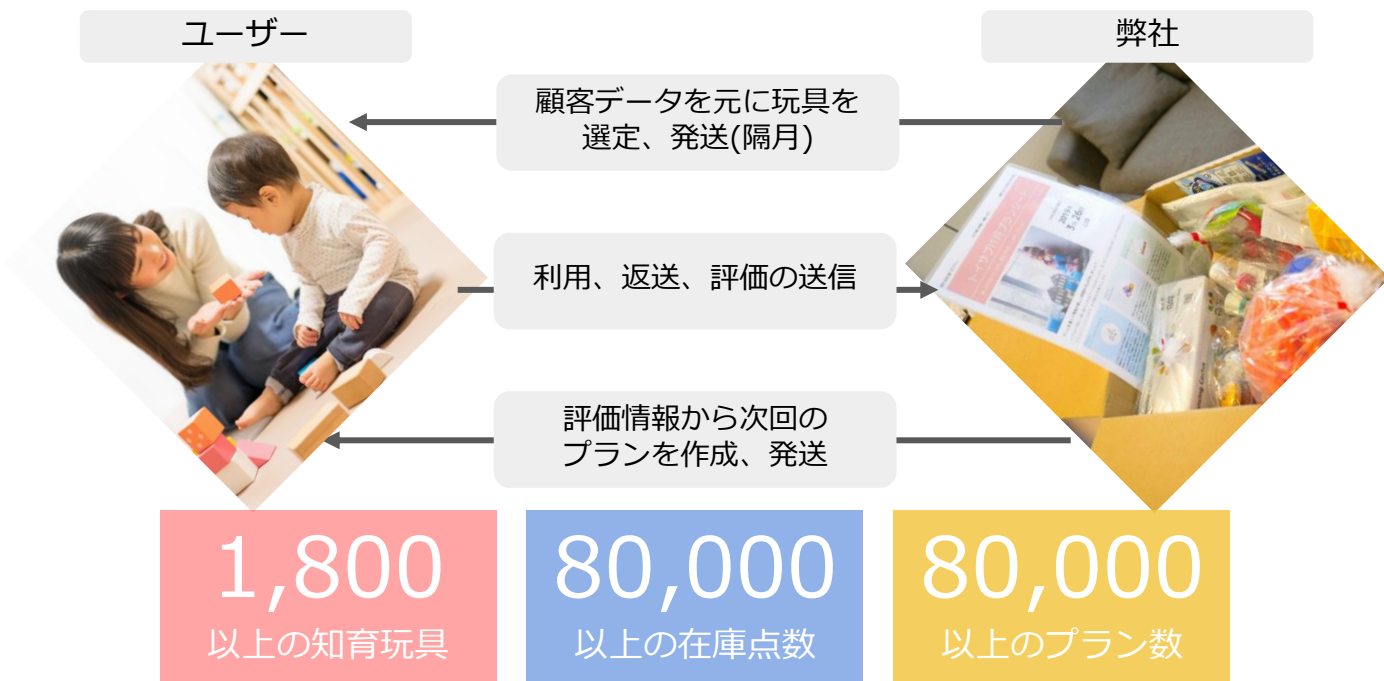 ユーザー
弊社
顧客データを元に玩具を
選定、発送(隔月)
利用、返送、評価の送信
評価情報から次回の
プランを作成、発送
1,800
以上の知育玩具
80,000
以上の在庫点数
80,000
以上のプラン数